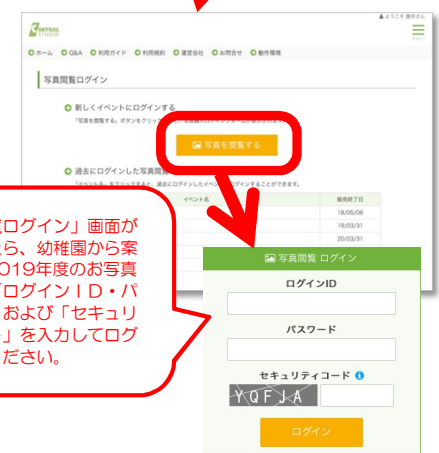 ようこそ 藤井さん
CENTRAL
STUDIO
ホーム Q&A 利用ガイド 利用規約 運営会社 お問合せ 動作環境
写真閲覧ログイン
新しくイベントにログインする
「写真を閲覧する」ボタンをクリック
写真を閲覧する
過去にログインした写真閲
「イベント名」をクリックすると、過去にログインしたイベン ログインすることができます。
イベント名 販売終了日
18/05/08
19/03/31
20/03/31
ログイン」画面が
ら、幼稚園から案
019年度のお写真
ログインID・パ
および「セキュリ
」を入力してログ
ださい。
写真閲覧 ログイン
ログインID
パスワード
セキュリティコード
YQFJA
ログイン